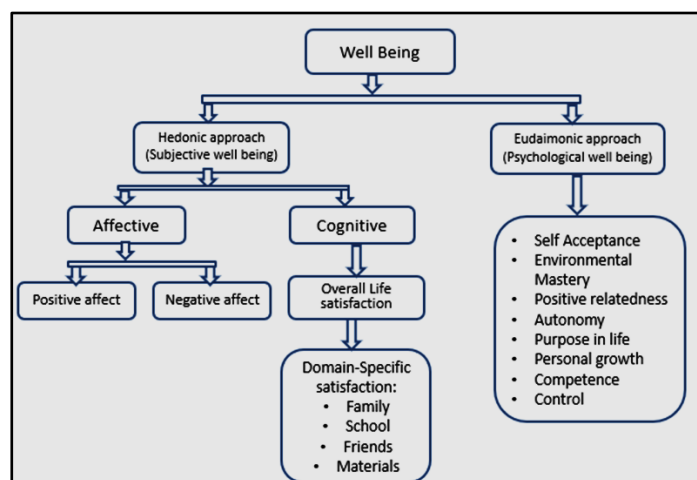 Well Being
Hedonic approach
(Subjective well being)
Eudaimonic approach
(Psychological well being)
Affective
Cognitive
Positive affect
Negative affect
Overall Life
satisfaction
Domain-Specific
satisfaction:
• Family
• School
• Friends
• Materials
• Self Acceptance
• Environmental
Mastery
• Positive relatedness
• Autonomy
• Purpose in life
• Personal growth
• Competence
• Control